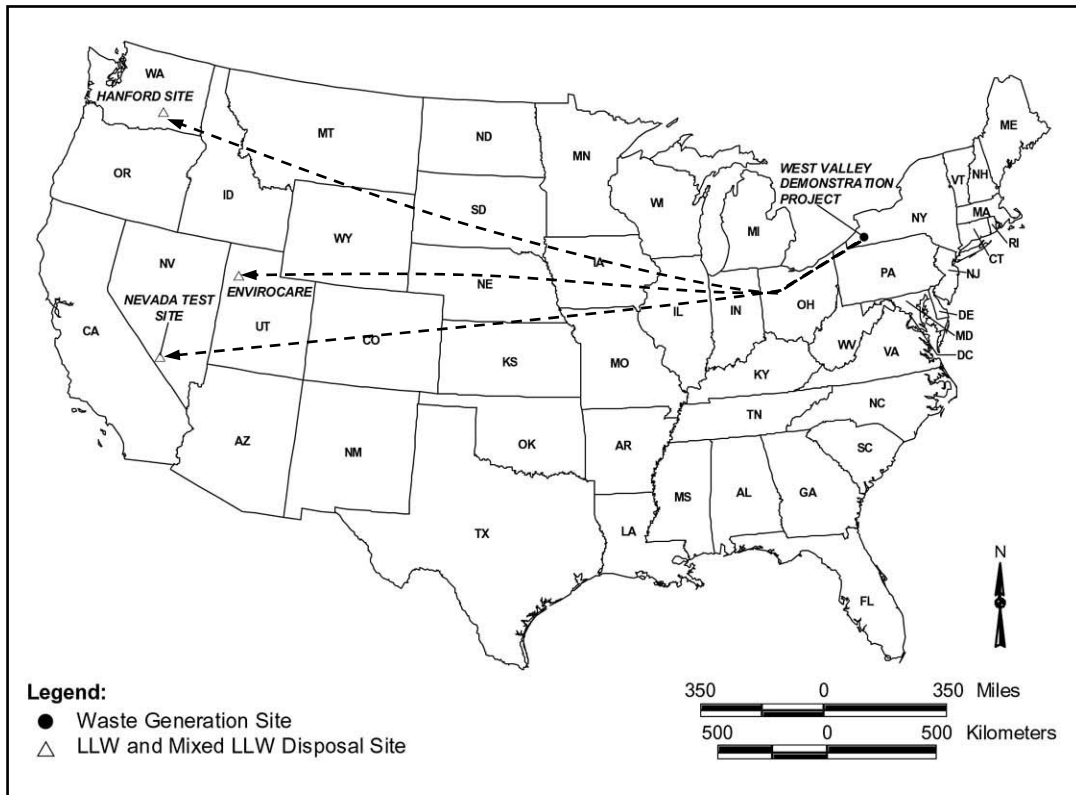 WA
HANFORD SITE
MT
ND
MN
ME
OR
ID
SD
WI
MI
WEST VALLEY
DEMONSTRATION
PROJECT
VT
NH
NY
MA
RI
CT
WY
IA
NE
PA
NJ
NV
ENVIROCARE
NEVADA TEST
SITE
CA
UT
CO
IL
IN
OH
DE
MD
DC
WV
VA
KS
MO
KY
NC
TN
AZ
NM
OK
AR
SC
MS
AL
GA
TX
LA
FL
N
Legend:
Waste Generation Site
LLW and Mixed LLW Disposal Site
350 0 350 Miles
500 0 500 Kilometers